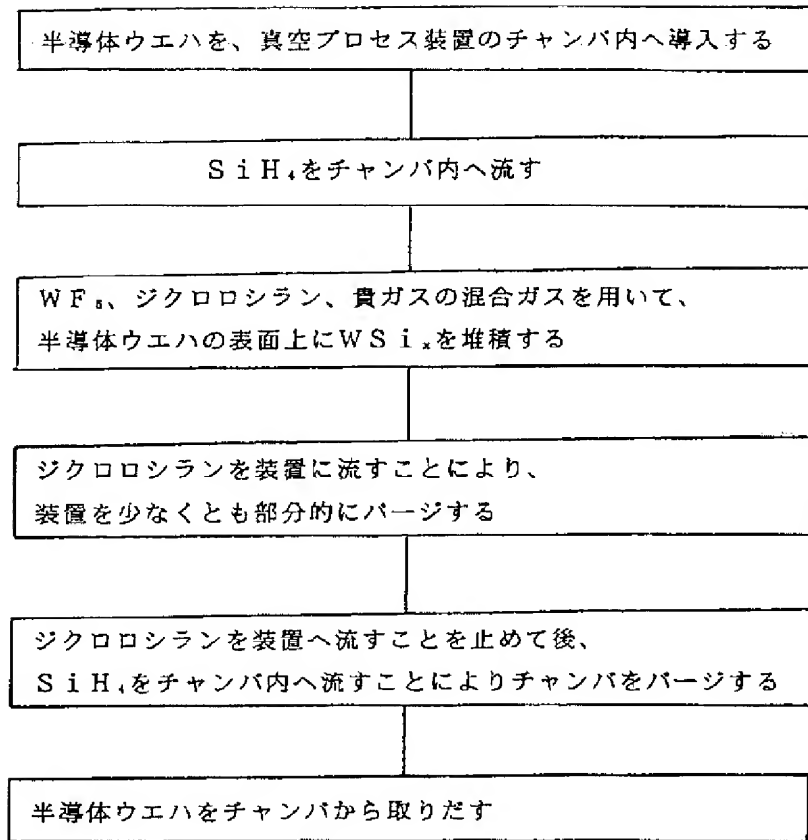 半導体ウエハを、真空プロセス装置のチャンバ内へ導入する
SiH₄をチャンバ内へ流す
WF₆、ジクロロシラン、貴ガスの混合ガスを用いて、
半導体ウエハの表面上にWSiₓを堆積する
ジクロロシランを装置に流すことにより、
装置を少なくとも部分的にパージする
ジクロロシランを装置へ流すことを止めて後、
SiH₄をチャンバ内へ流すことによりチャンバをパージする
半導体ウエハをチャンバから取りだす